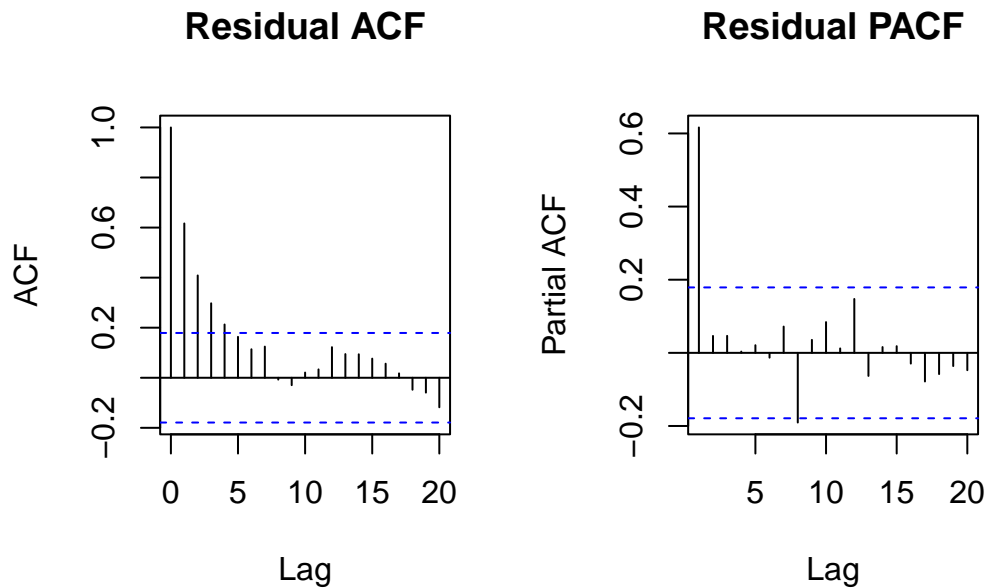 Residual ACF
ACF
1.0
0.6
0.2
−0.2
0 5 10 15 20
Lag
Residual PACF
Partial ACF
0.6
0.4
0.2
−0.2
5 10 15 20
Lag